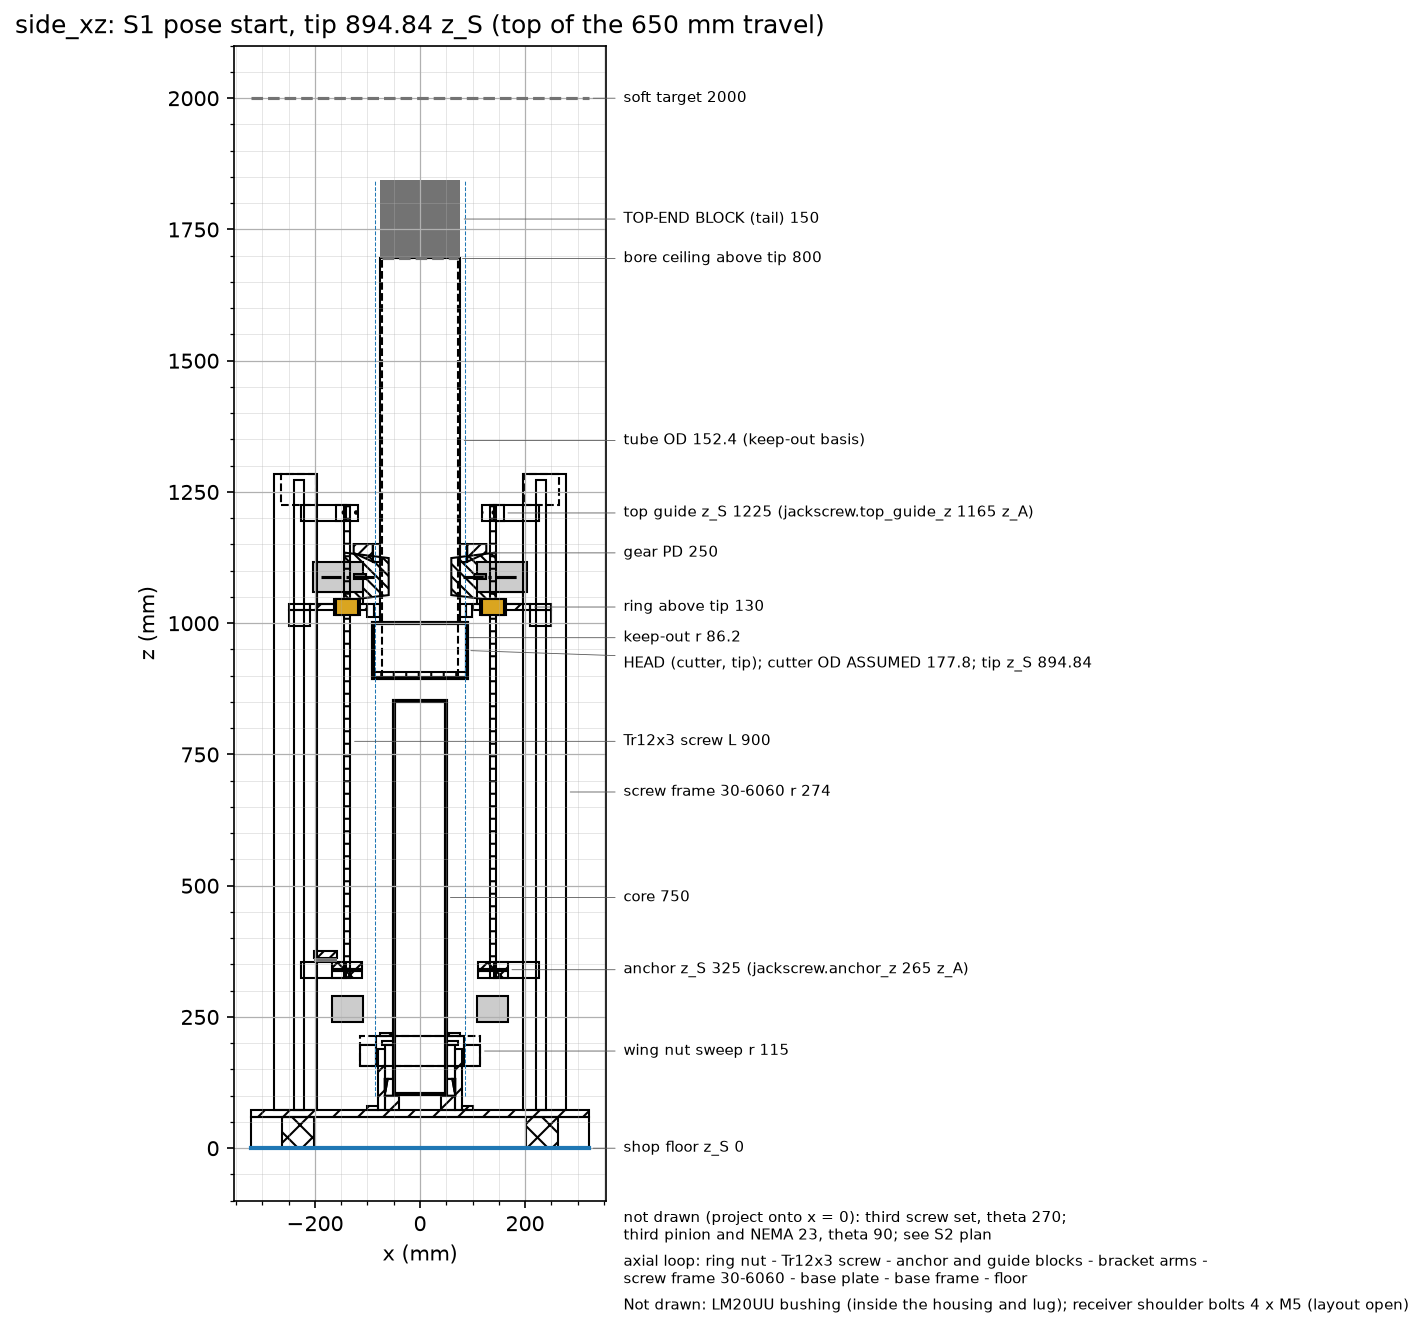 side_xz: S1 pose start, tip 894.84 z_S (top of the 650 mm travel)
2000
1750
1500
1250
1000
750
500
250
0
z (mm)
−200
0
200
x (mm)
soft target 2000
TOP-END BLOCK (tail) 150
bore ceiling above tip 800
tube OD 152.4 (keep-out basis)
top guide z_S 1225 (jackscrew.top_guide_z 1165 z_A)
gear PD 250
ring above tip 130
keep-out r 86.2
HEAD (cutter, tip); cutter OD ASSUMED 177.8; tip z_S 894.84
Tr12x3 screw L 900
screw frame 30-6060 r 274
core 750
anchor z_S 325 (jackscrew.anchor_z 265 z_A)
wing nut sweep r 115
shop floor z_S 0
not drawn (project onto x = 0): third screw set, theta 270;
third pinion and NEMA 23, theta 90; see S2 plan
axial loop: ring nut - Tr12x3 screw - anchor and guide blocks - bracket arms -
screw frame 30-6060 - base plate - base frame - floor
Not drawn: LM20UU bushing (inside the housing and lug); receiver shoulder bolts 4 x M5 (layout open)